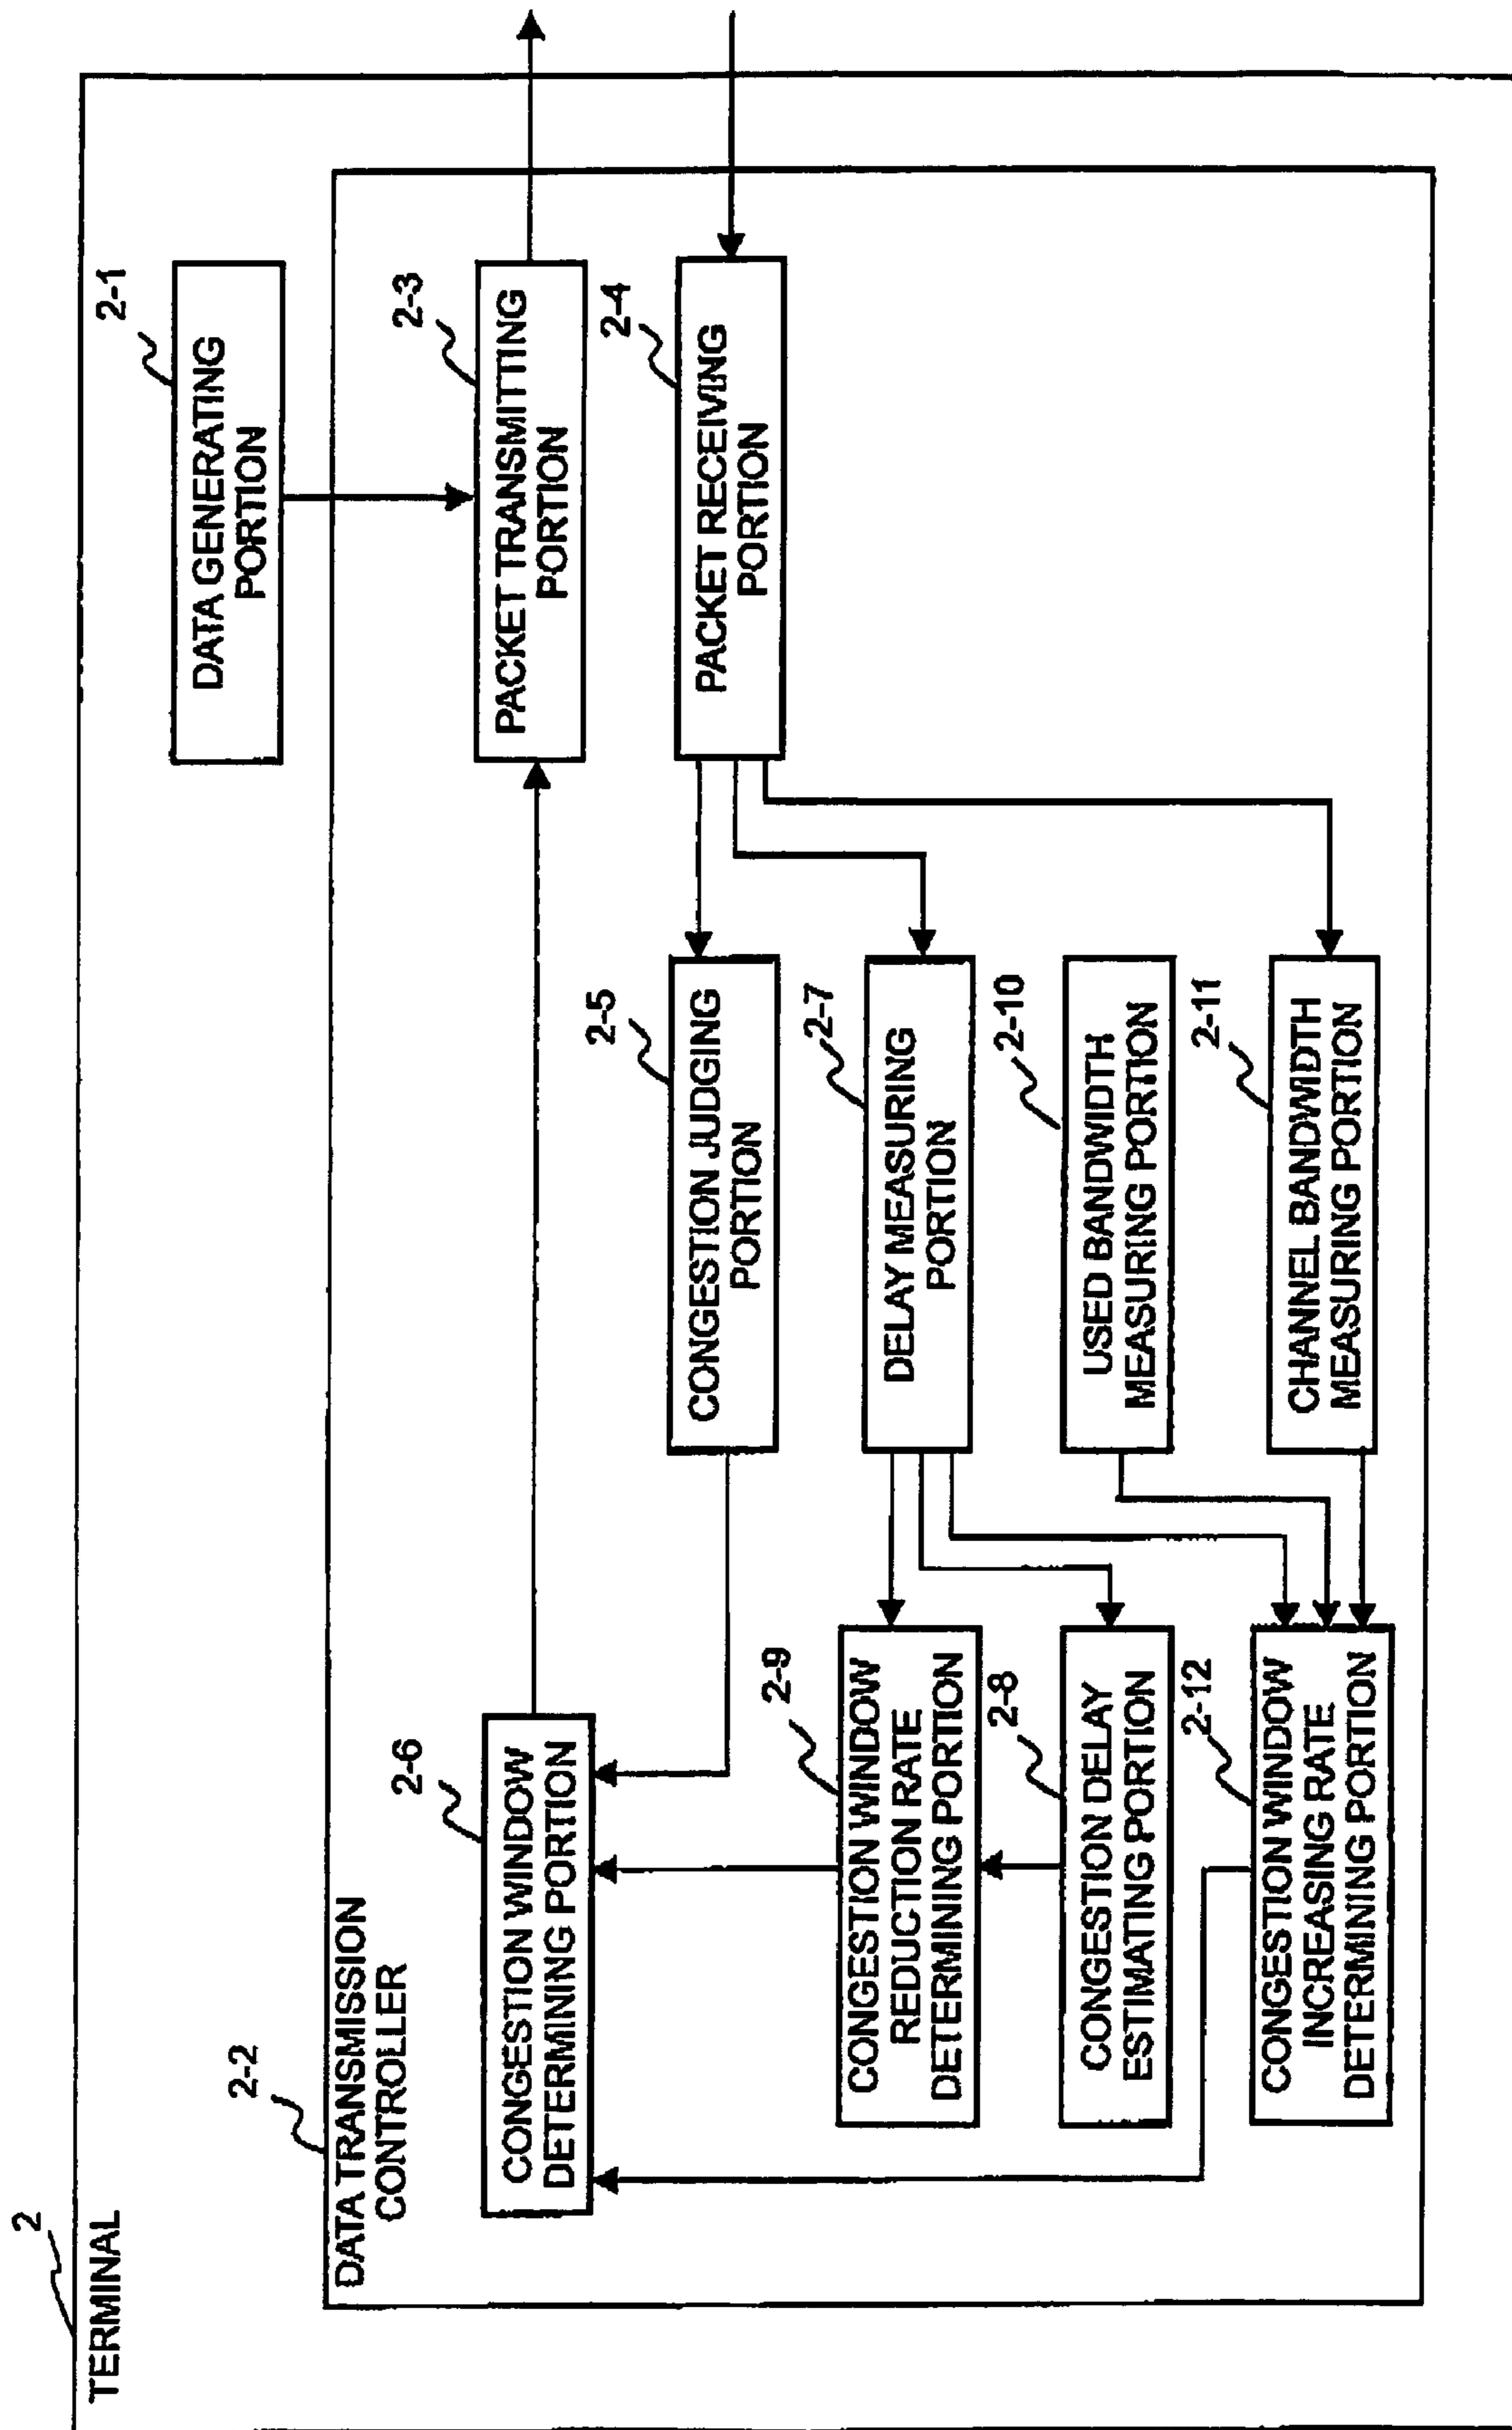 2
TERMINAL
2-2
DATA TRANSMISSION
CONTROLLER
2-1
DATA GENERATING
PORTION
2-6
CONGESTION WINDOW
DETERMINING PORTION
2-3
PACKET TRANSMITTING
PORTION
2-5
CONGESTION JUDGING
PORTION
2-4
PACKET RECEIVING
PORTION
2-9
CONGESTION WINDOW
REDUCTION RATE
DETERMINING PORTION
2-7
DELAY MEASURING
PORTION
2-8
CONGESTION DELAY
ESTIMATING PORTION
2-10
USED BANDWIDTH
MEASURING PORTION
2-12
CONGESTION WINDOW
INCREASING RATE
DETERMINING PORTION
2-11
CHANNEL BANDWIDTH
MEASURING PORTION